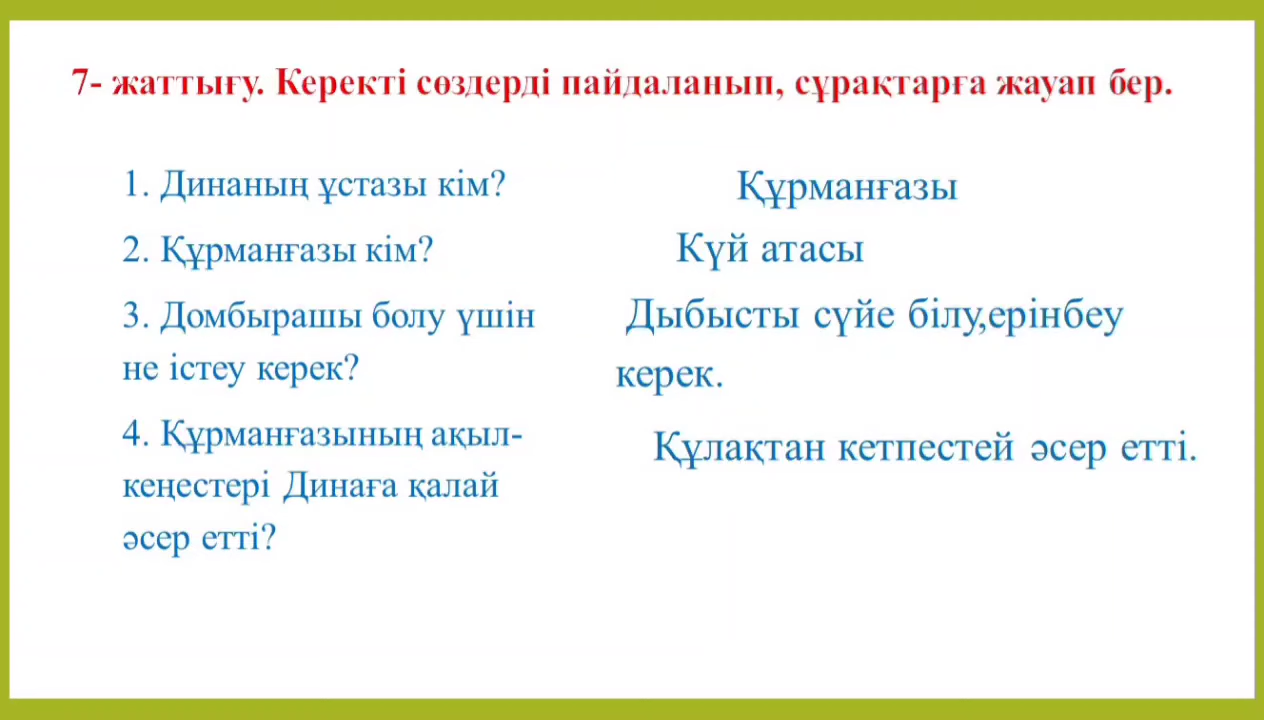 7- жаттығу. Керекті сөздерді пайдаланып, сұрақтарға жауап бер.
1. Динаның ұстазы кім?
Құрманғазы
2. Құрманғазы кім?
Күй атасы
3. Домбырашы болу үшін
не істеу керек?
Дыбысты сүйе білу,ерінбеу
керек.
4. Құрманғазының ақыл-
кеңестері Динаға қалай
әсер етті?
Құлақтан кетпестей әсер етті.